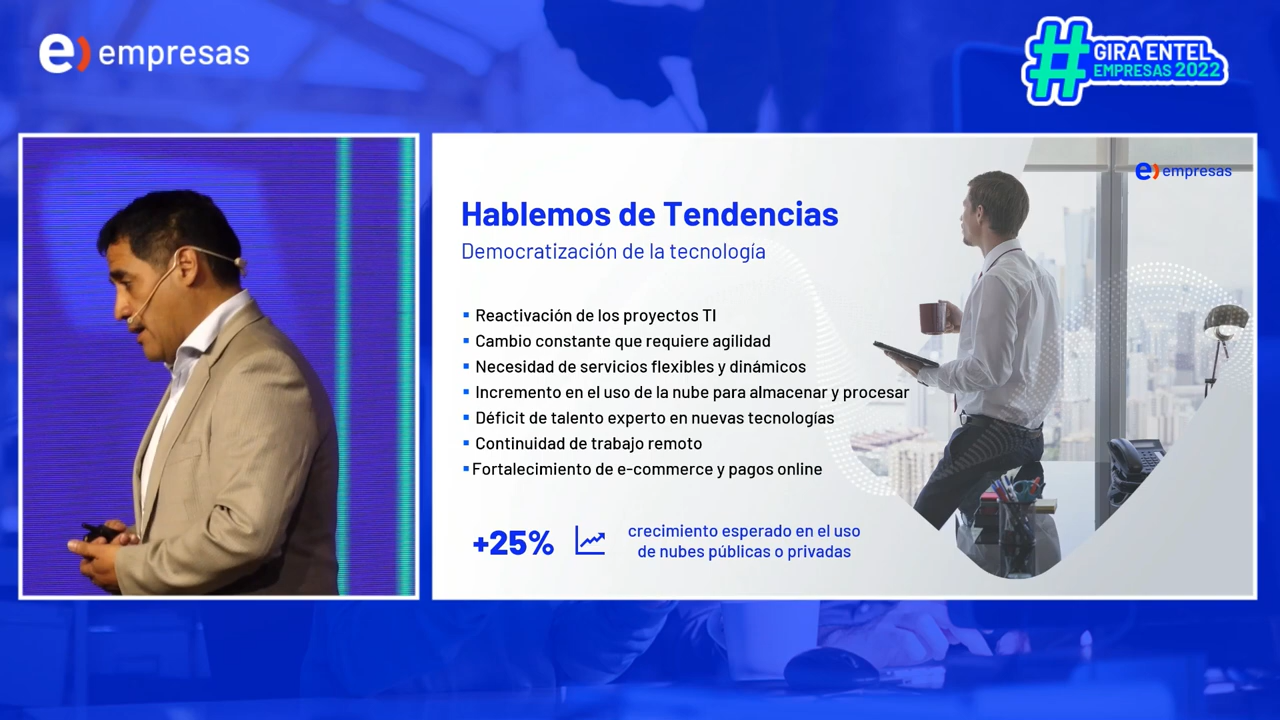 e) empresas
#GIRA ENTEL
EMPRESAS 2022
e) empresas
Hablemos de Tendencias
Democratización de la tecnología
▪ Reactivación de los proyectos TI
▪ Cambio constante que requiere agilidad
▪ Necesidad de servicios flexibles y dinámicos
▪ Incremento en el uso de la nube para almacenar y procesar
▪ Déficit de talento experto en nuevas tecnologías
▪ Continuidad de trabajo remoto
▪ Fortalecimiento de e-commerce y pagos online
+25%
crecimiento esperado en el uso
de nubes públicas o privadas